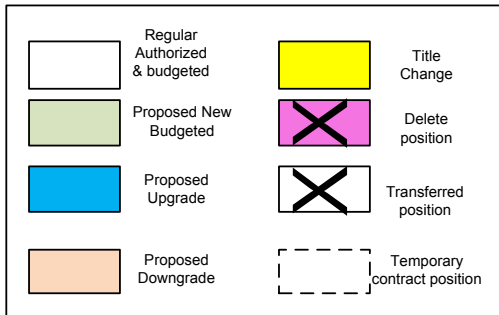 Regular
Authorized
& budgeted
Title
Change
Proposed New
Budgeted
Delete
position
Proposed
Upgrade
Transferred
position
Proposed
Downgrade
Temporary
contract position